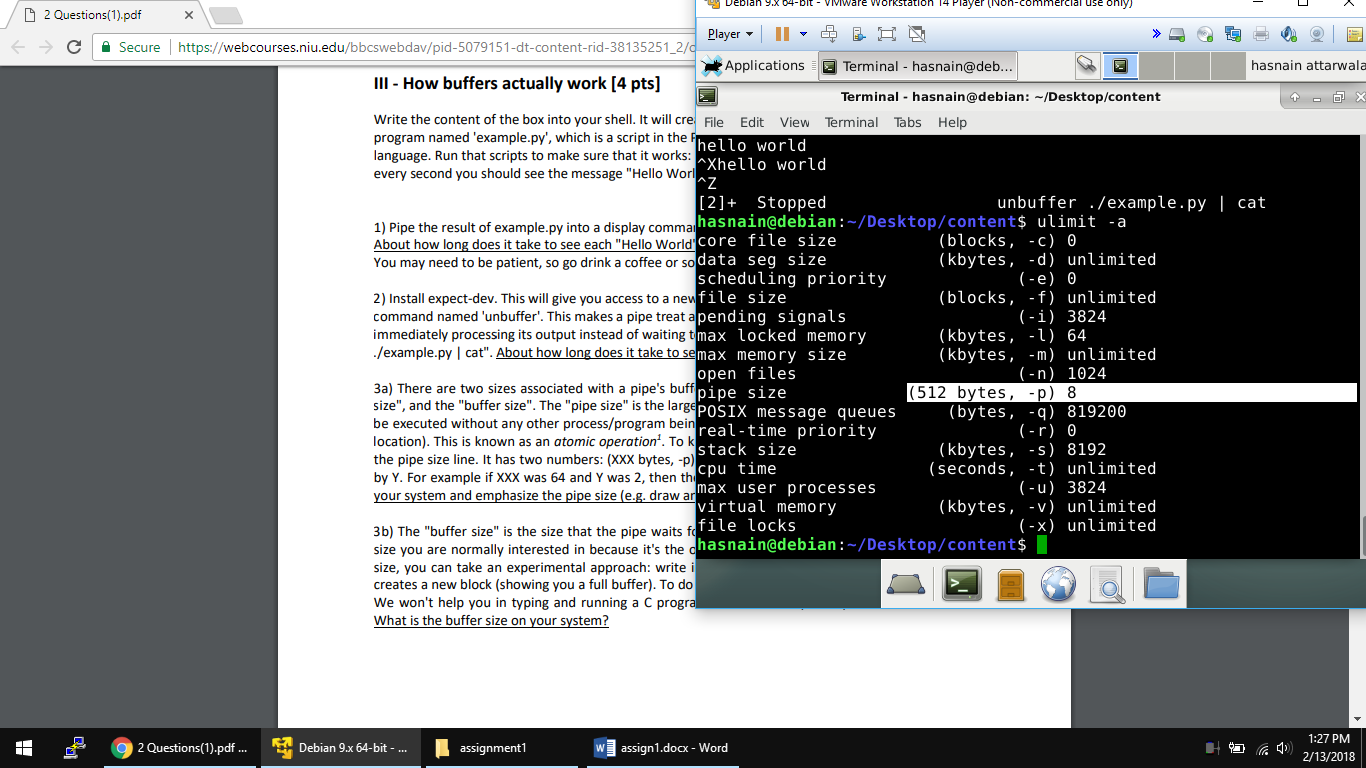 2 Questions(1).pdf
Secure
https://webcourses.niu.edu/bbcswebdav/pid-5079151-dt-content-rid-38135251_2/
III - How buffers actually work [4 pts]
Write the content of the box into your shell. It will cre
program named 'example.py', which is a script in the
language. Run that scripts to make sure that it works:
every second you should see the message "Hello Worl
1) Pipe the result of example.py into a display comma
About how long does it take to see each "Hello World"
You may need to be patient, so go drink a coffee or so
2) Install expect-dev. This will give you access to a new
command named 'unbuffer'. This makes a pipe treat a
immediately processing its output instead of waiting t
./example.py | cat". About how long does it take to se
3a) There are two sizes associated with a pipe's buff
size", and the "buffer size". The "pipe size" is the large
be executed without any other process/program bein
location). This is known as an atomic operation1. To k
the pipe size line. It has two numbers: (XXX bytes, -p)
by Y. For example if XXX was 64 and Y was 2, then the
your system and emphasize the pipe size (e.g. draw ar
3b) The "buffer size" is the size that the pipe waits fo
size you are normally interested in because it's the o
size, you can take an experimental approach: write i
creates a new block (showing you a full buffer). To do
We won't help you in typing and running a C progra
What is the buffer size on your system?
Debian 9.x 64-bit - VMware Workstation 14 Player (Non-commercial use only)
Player
Applications
Terminal - hasnain@deb...
hasnain attarwala
Terminal - hasnain@debian: ~/Desktop/content
File Edit View Terminal Tabs Help
hello world
^Xhello world
^Z
[2]+  Stopped                 unbuffer ./example.py | cat
hasnain@debian:~/Desktop/content$ ulimit -a
core file size          (blocks, -c) 0
data seg size           (kbytes, -d) unlimited
scheduling priority             (-e) 0
file size               (blocks, -f) unlimited
pending signals                 (-i) 3824
max locked memory       (kbytes, -l) 64
max memory size         (kbytes, -m) unlimited
open files                      (-n) 1024
pipe size            (512 bytes, -p) 8
POSIX message queues     (bytes, -q) 819200
real-time priority              (-r) 0
stack size              (kbytes, -s) 8192
cpu time               (seconds, -t) unlimited
max user processes              (-u) 3824
virtual memory          (kbytes, -v) unlimited
file locks                      (-x) unlimited
hasnain@debian:~/Desktop/content$
2 Questions(1).pdf ...
Debian 9.x 64-bit - ...
assignment1
assign1.docx - Word
1:27 PM
2/13/2018